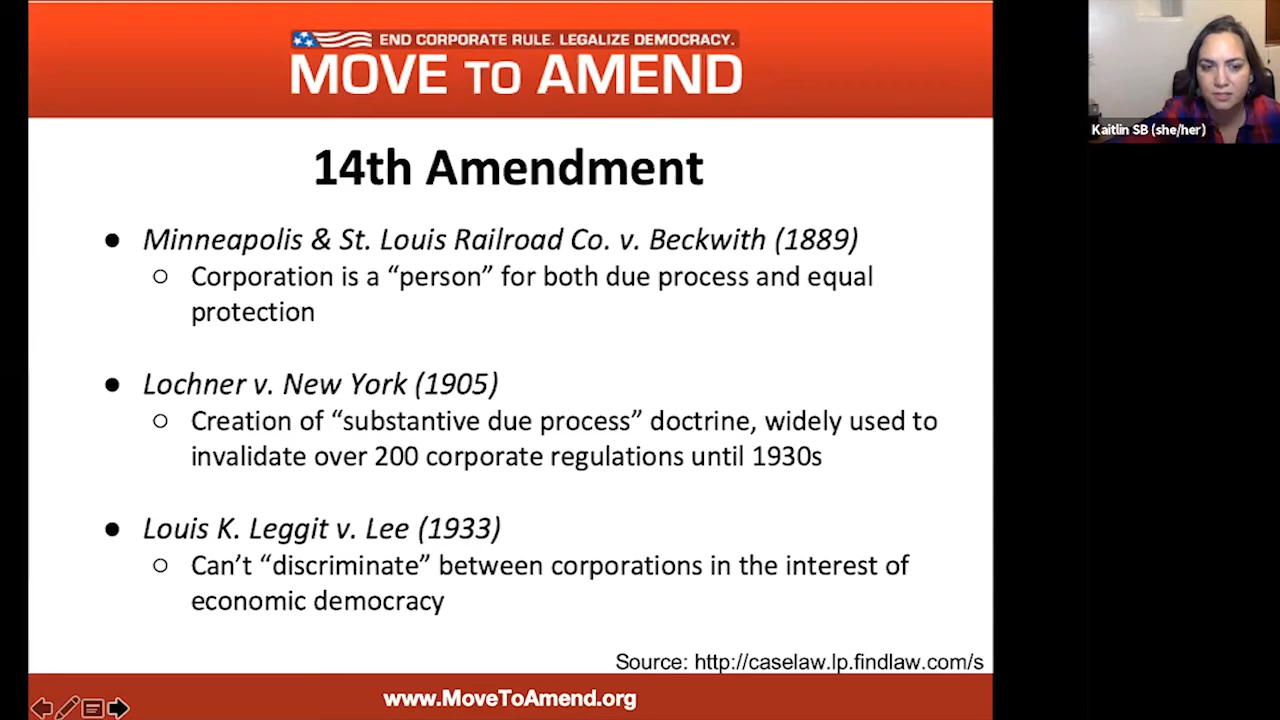 END CORPORATE RULE. LEGALIZE DEMOCRACY.
MOVE TO AMEND
Kaitlin SB (she/her)
14th Amendment
● Minneapolis & St. Louis Railroad Co. v. Beckwith (1889)
○ Corporation is a “person” for both due process and equal
protection
● Lochner v. New York (1905)
○ Creation of “substantive due process” doctrine, widely used to
invalidate over 200 corporate regulations until 1930s
● Louis K. Leggit v. Lee (1933)
○ Can’t “discriminate” between corporations in the interest of
economic democracy
Source: http://caselaw.lp.findlaw.com/s
www.MoveToAmend.org